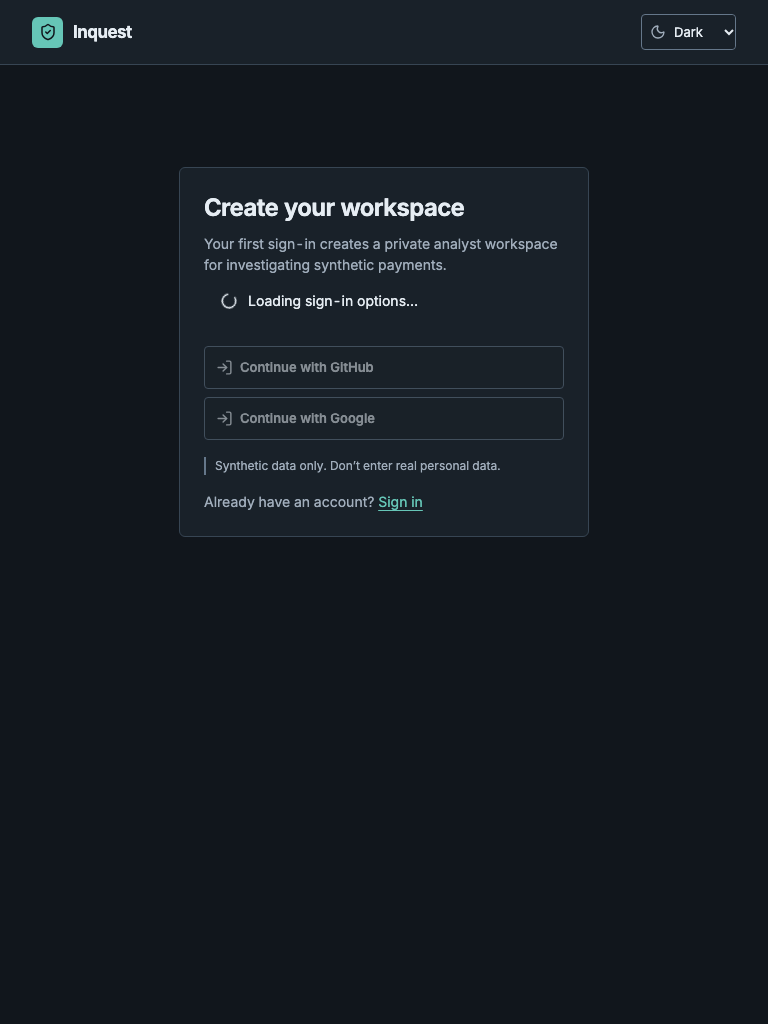 Inquest
Dark
Create your workspace
Your first sign-in creates a private analyst workspace
for investigating synthetic payments.
Loading sign-in options...
Continue with GitHub
Continue with Google
Synthetic data only. Don’t enter real personal data.
Already have an account? Sign in